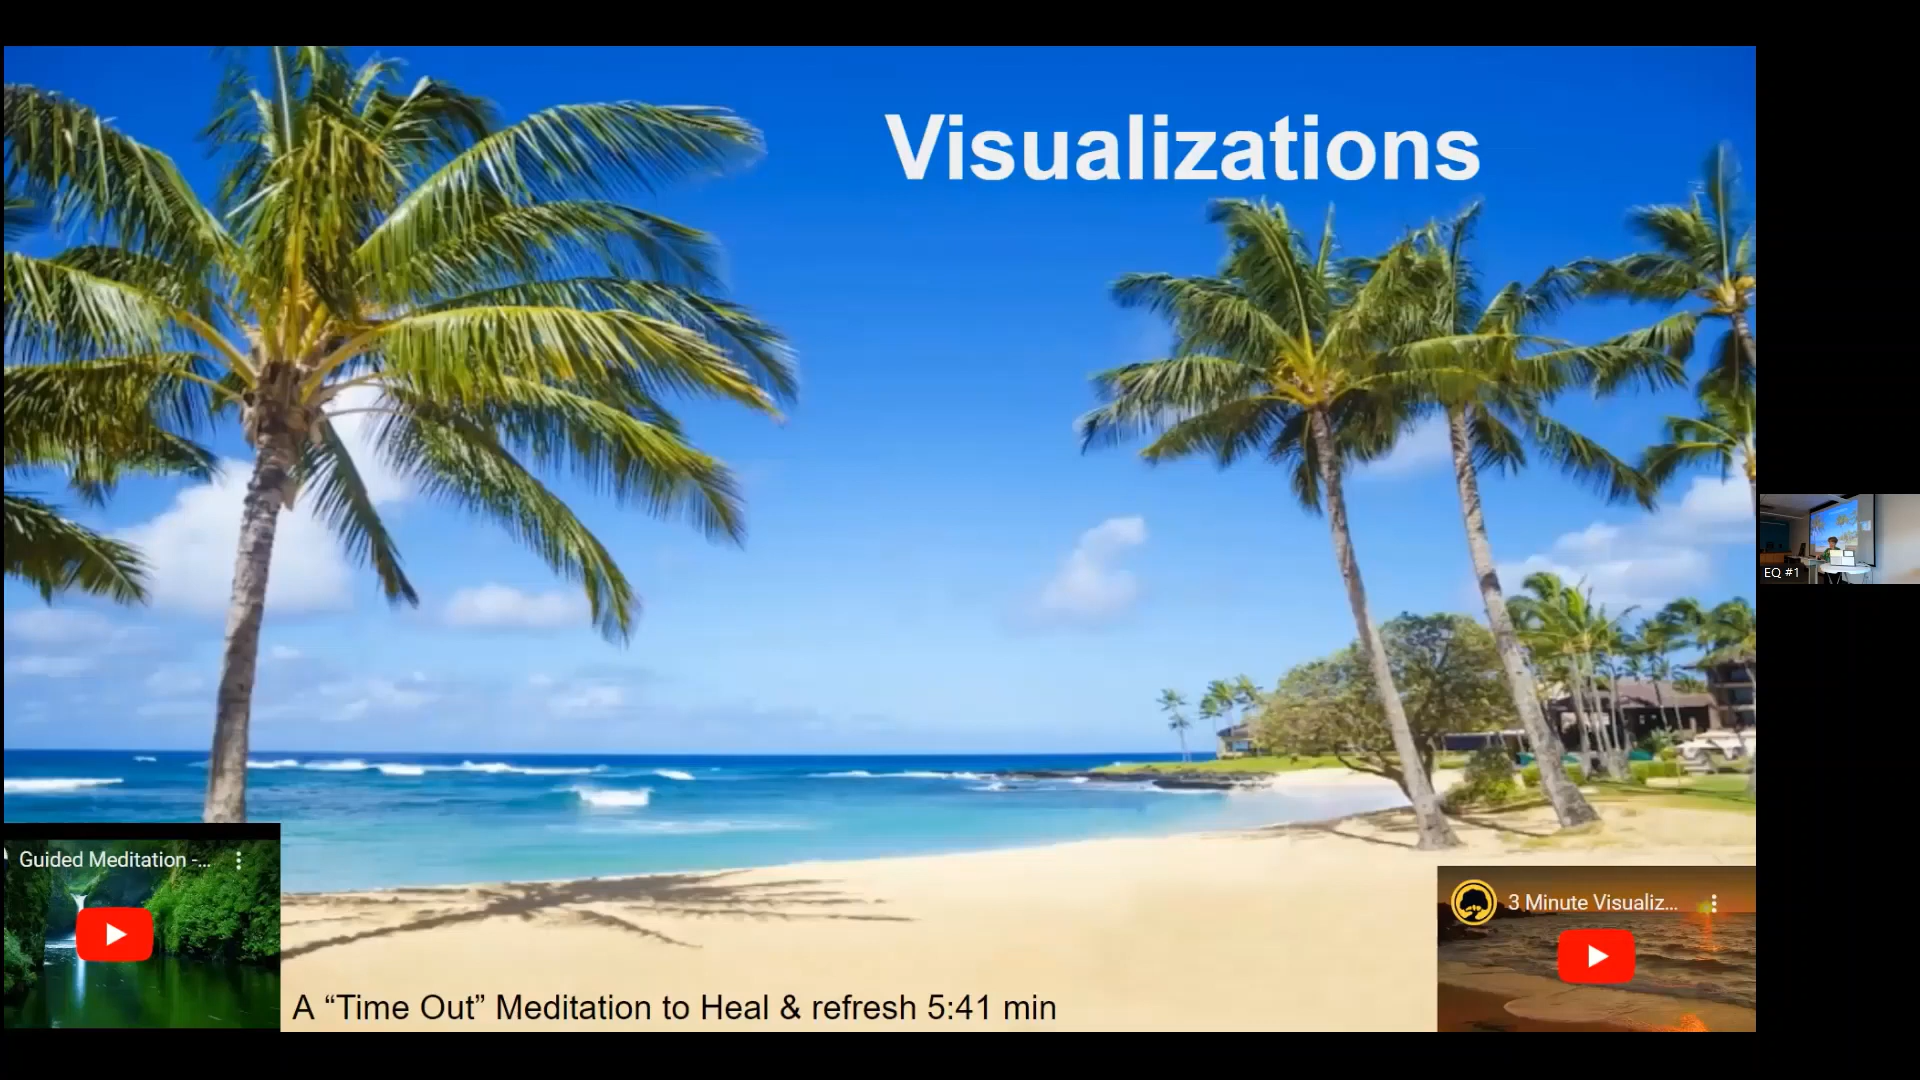 Visualizations
EQ #1
Guided Meditation -...
3 Minute Visualiz...
A “Time Out” Meditation to Heal & refresh 5:41 min